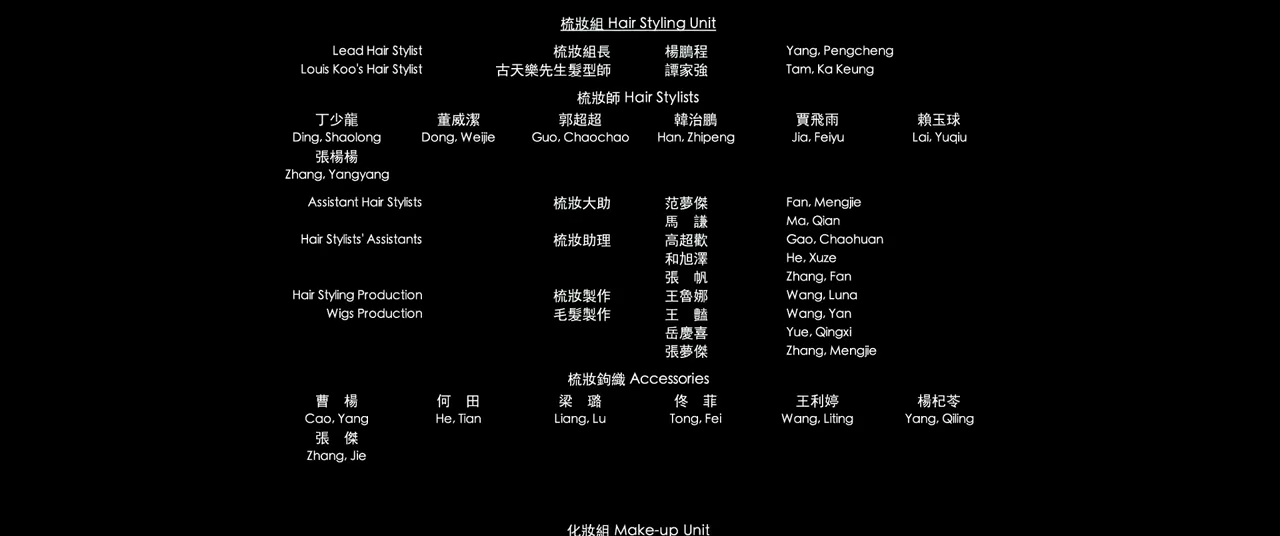 梳妝組 Hair Styling Unit
Lead Hair Stylist 梳妝組長 楊鵬程 Yang, Pengcheng
Louis Koo's Hair Stylist 古天樂先生髮型師 譚家強 Tam, Ka Keung
梳妝師 Hair Stylists
丁少龍 董威潔 郭超超 韓治鵬 賈飛雨 賴玉球
Ding, Shaolong Dong, Weijie Guo, Chaochao Han, Zhipeng Jia, Feiyu Lai, Yuqiu
張楊楊
Zhang, Yangyang
Assistant Hair Stylists 梳妝大助 范夢傑 Fan, Mengjie
馬 謙 Ma, Qian
Hair Stylists' Assistants 梳妝助理 高超歡 Gao, Chaohuan
和旭澤 He, Xuze
張 帆 Zhang, Fan
Hair Styling Production 梳妝製作 王魯娜 Wang, Luna
Wigs Production 毛髮製作 王 豔 Wang, Yan
岳慶喜 Yue, Qingxi
張夢傑 Zhang, Mengjie
梳妝鉤織 Accessories
曹 楊 何 田 梁 璐 佟 菲 王利婷 楊杞苓
Cao, Yang He, Tian Liang, Lu Tong, Fei Wang, Liting Yang, Qiling
張 傑
Zhang, Jie
化妝組 Make-up Unit